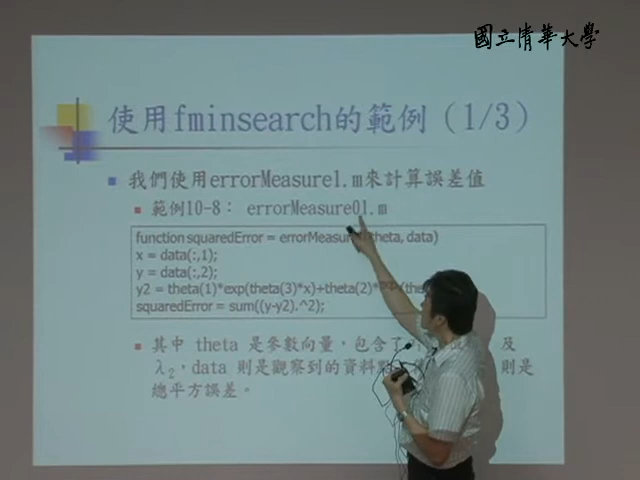 國立清華大學
使用fminsearch的範例（1/3）
我們使用errorMeasure1.m來計算誤差值
範例10-8： errorMeasure01.m
function squaredError = errorMeasure theta, data)
x = data(:,1);
y = data(:,2);
y2 = theta(1)*exp(theta(3)*x)+theta(2)*
squaredError = sum((y-y2).^2);
其中 theta 是參數向量，包含了 及
λ2，data 則是觀察到的資料點 則是
總平方誤差。